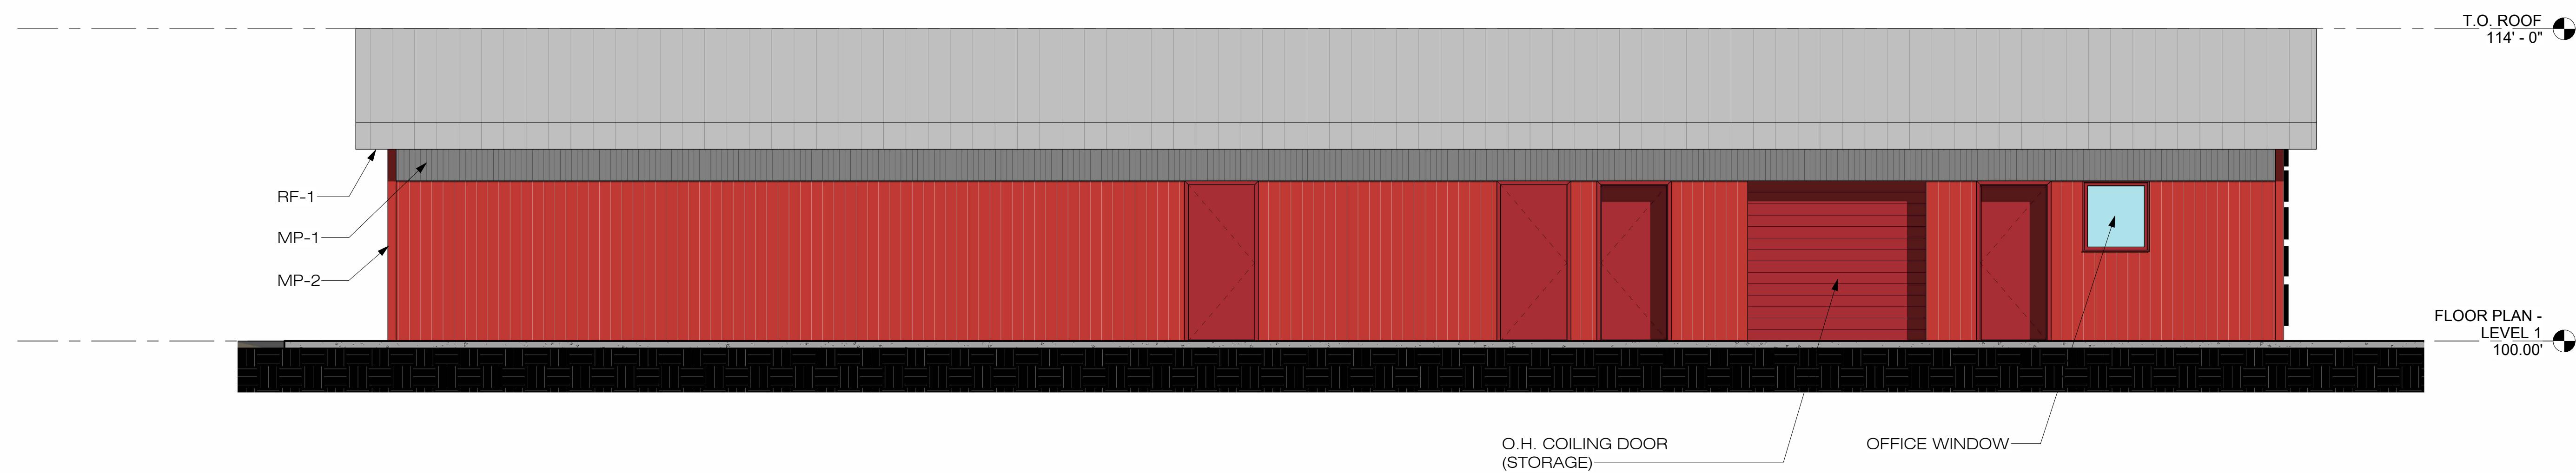 T.O. ROOF
114' - 0"
RF-1
MP-1
MP-2
FLOOR PLAN -
LEVEL 1
100.00'
O.H. COILING DOOR
(STORAGE)
OFFICE WINDOW